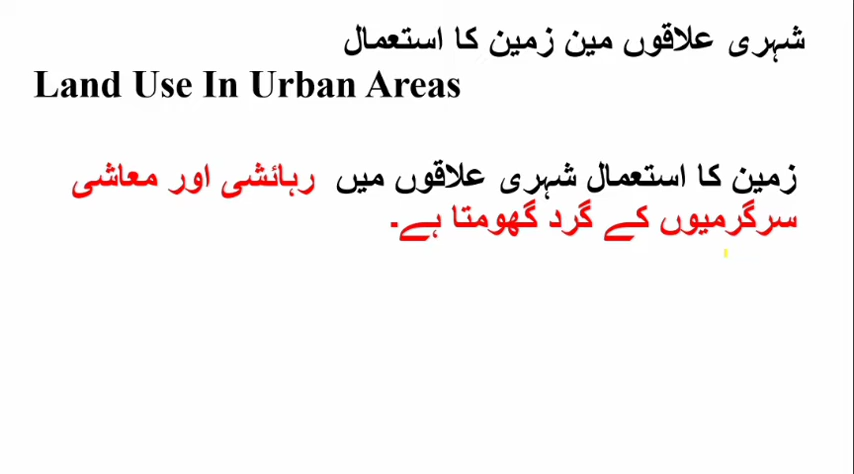 شہری علاقوں مین زمین کا استعمال
Land Use In Urban Areas
زمین کا استعمال شہری علاقوں میں رہائشی اور معاشی
سرگرمیوں کے گرد گھومتا ہے۔